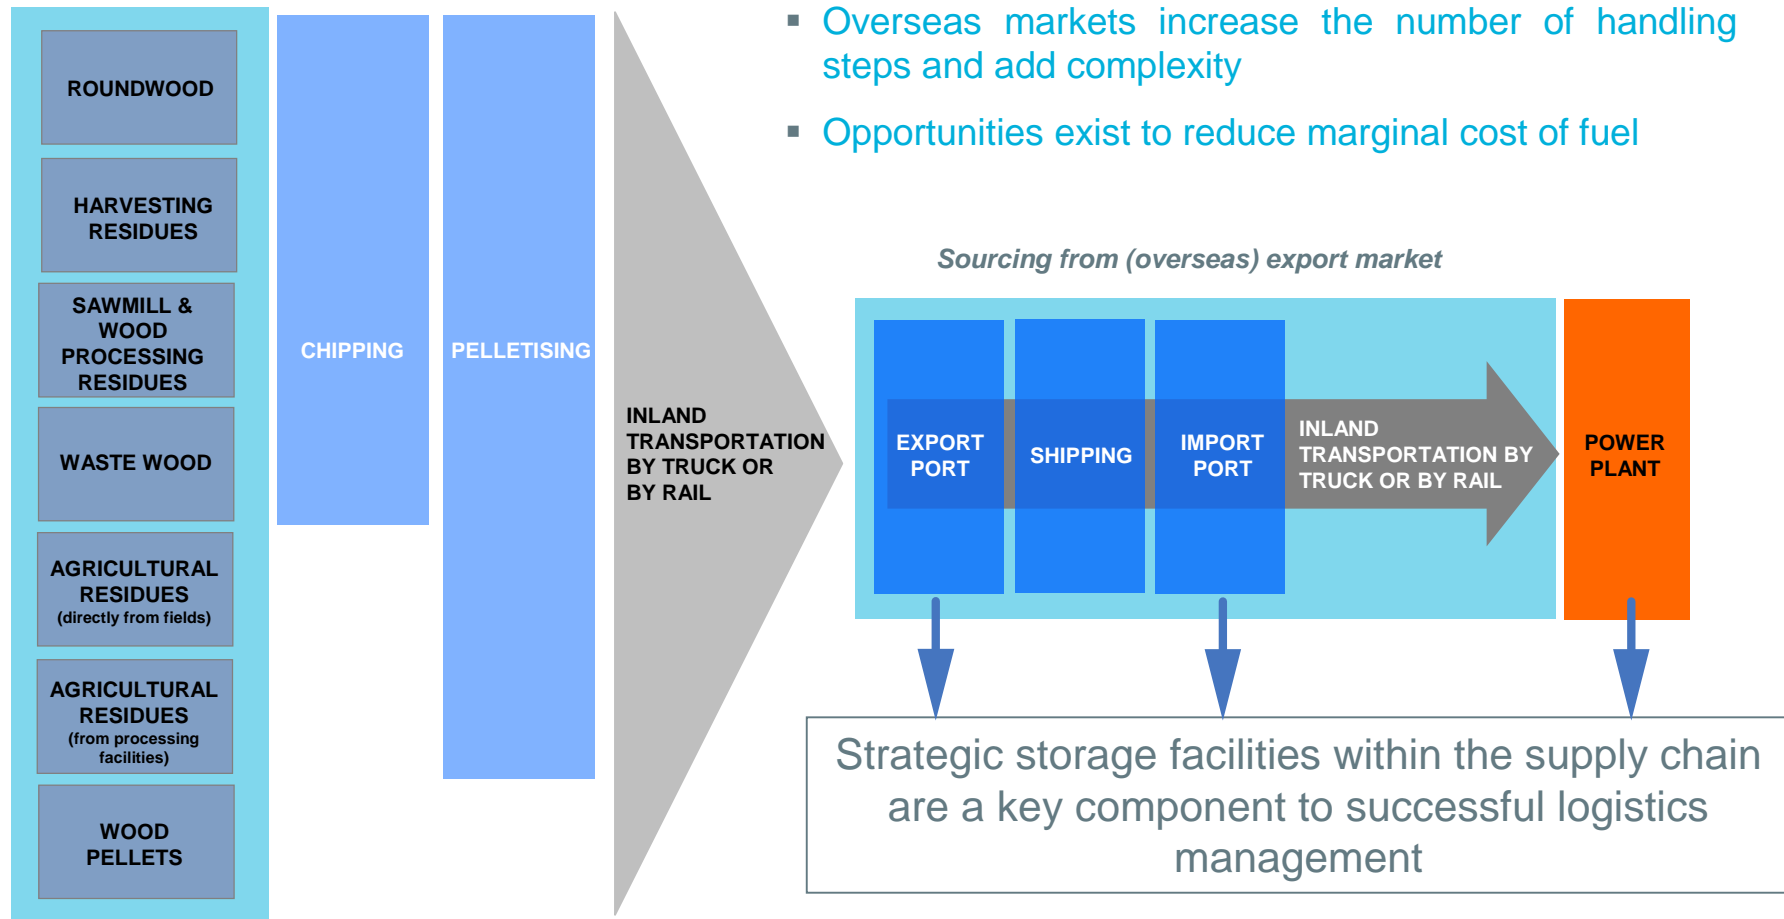 ROUNDWOOD
HARVESTING
RESIDUES
SAWMILL &
WOOD
PROCESSING
RESIDUES
WASTE WOOD
AGRICULTURAL
RESIDUES
(directly from fields)
AGRICULTURAL
RESIDUES
(from processing
facilities)
WOOD
PELLETS
CHIPPING
PELLETISING
INLAND
TRANSPORTATION
BY TRUCK OR
BY RAIL
▪ Overseas markets increase the number of handling
steps and add complexity
▪ Opportunities exist to reduce marginal cost of fuel
Sourcing from (overseas) export market
EXPORT
PORT
SHIPPING
IMPORT
PORT
INLAND
TRANSPORTATION BY
TRUCK OR BY RAIL
POWER
PLANT
Strategic storage facilities within the supply chain
are a key component to successful logistics
management